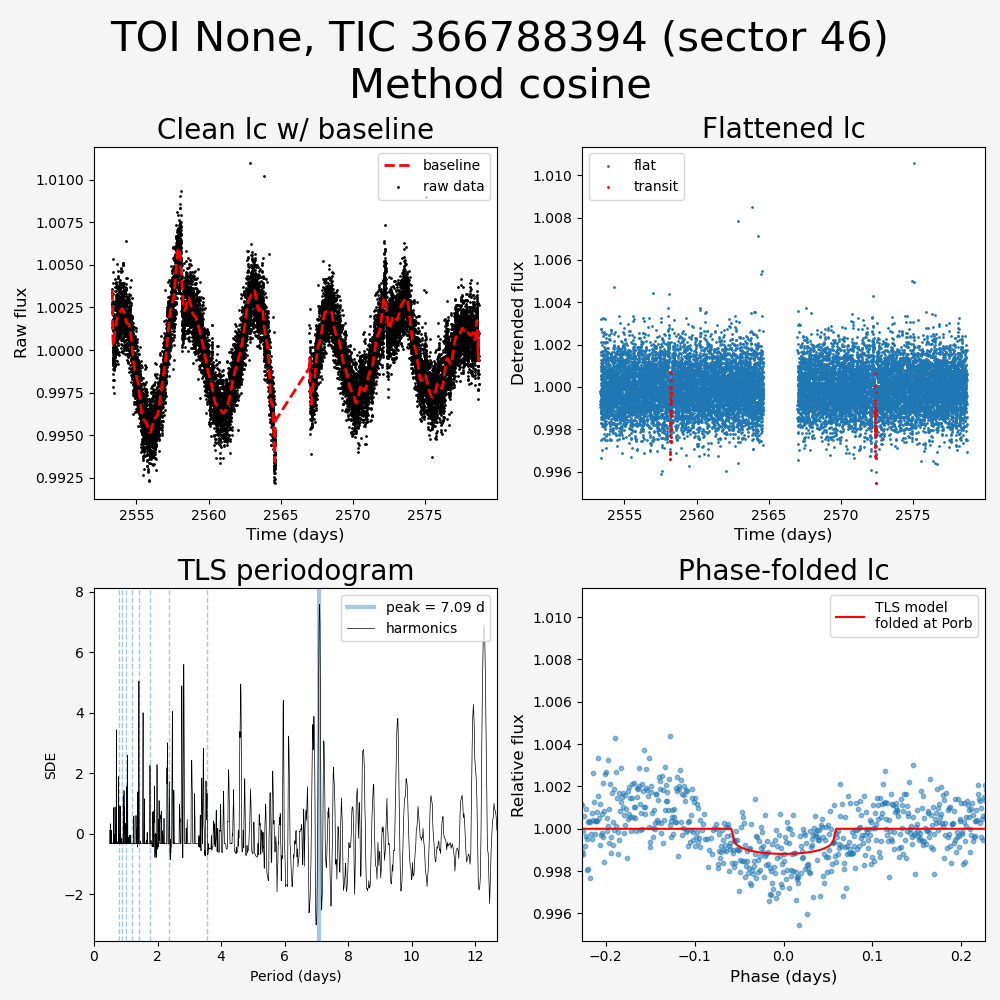 TOI None, TIC 366788394 (sector 46)
Method cosine
Clean lc w/ baseline
Flattened lc
baseline
raw data
flat
transit
Raw flux
1.0100
1.0075
1.0050
1.0025
1.0000
0.9975
0.9950
0.9925
2555
2560
2565
2570
2575
Time (days)
Detrended flux
1.010
1.008
1.006
1.004
1.002
1.000
0.998
0.996
2555
2560
2565
2570
2575
Time (days)
TLS periodogram
Phase-folded lc
peak = 7.09 d
harmonics
TLS model
folded at Porb
SDE
8
6
4
2
0
−2
0
2
4
6
8
10
12
Period (days)
Relative flux
1.010
1.008
1.006
1.004
1.002
1.000
0.998
0.996
−0.2
−0.1
0.0
0.1
0.2
Phase (days)